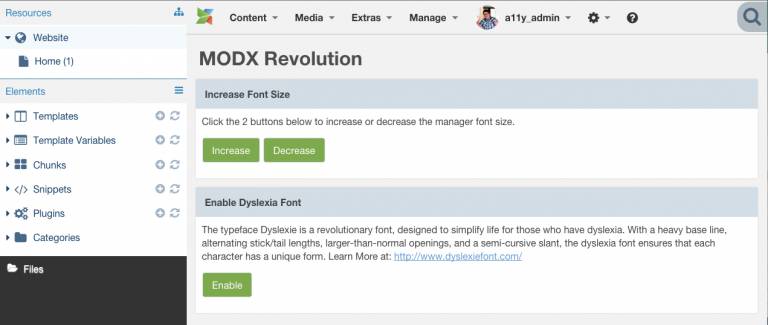 Resources
Website
Home (1)
Elements
Templates
Template Variables
Chunks
Snippets
Plugins
Categories
Files
Content Media Extras Manage a11y_admin
MODX Revolution
Increase Font Size
Click the 2 buttons below to increase or decrease the manager font size.
Increase Decrease
Enable Dyslexia Font
The typeface Dyslexie is a revolutionary font, designed to simplify life for those who have dyslexia. With a heavy base line,
alternating stick/tail lengths, larger-than-normal openings, and a semi-cursive slant, the dyslexia font ensures that each
character has a unique form. Learn More at: http://www.dyslexiefont.com/
Enable